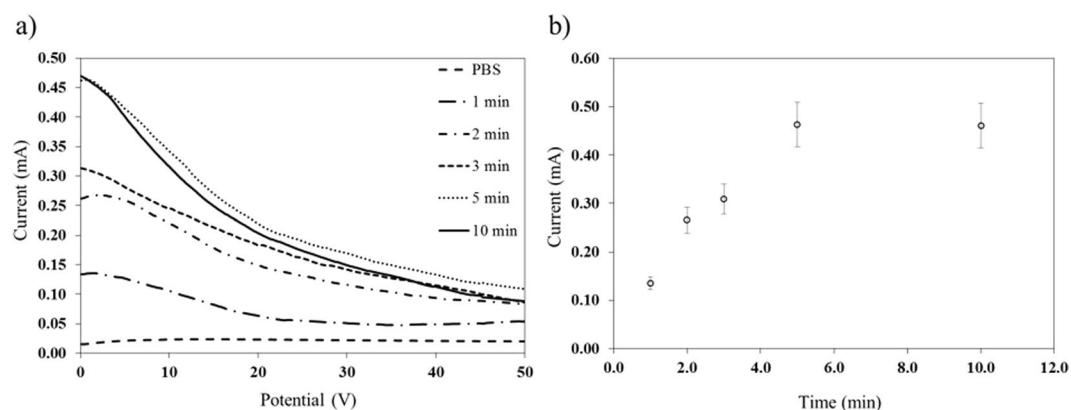 a)
0.50
0.45
0.40
0.35
0.30
0.25
0.20
0.15
0.10
0.05
0.00
Current (mA)
0
10
20
30
40
50
Potential (V)
PBS
1 min
2 min
3 min
5 min
10 min
b)
0.60
0.50
0.40
0.30
0.20
0.10
0.00
Current (mA)
0.0
2.0
4.0
6.0
8.0
10.0
12.0
Time (min)